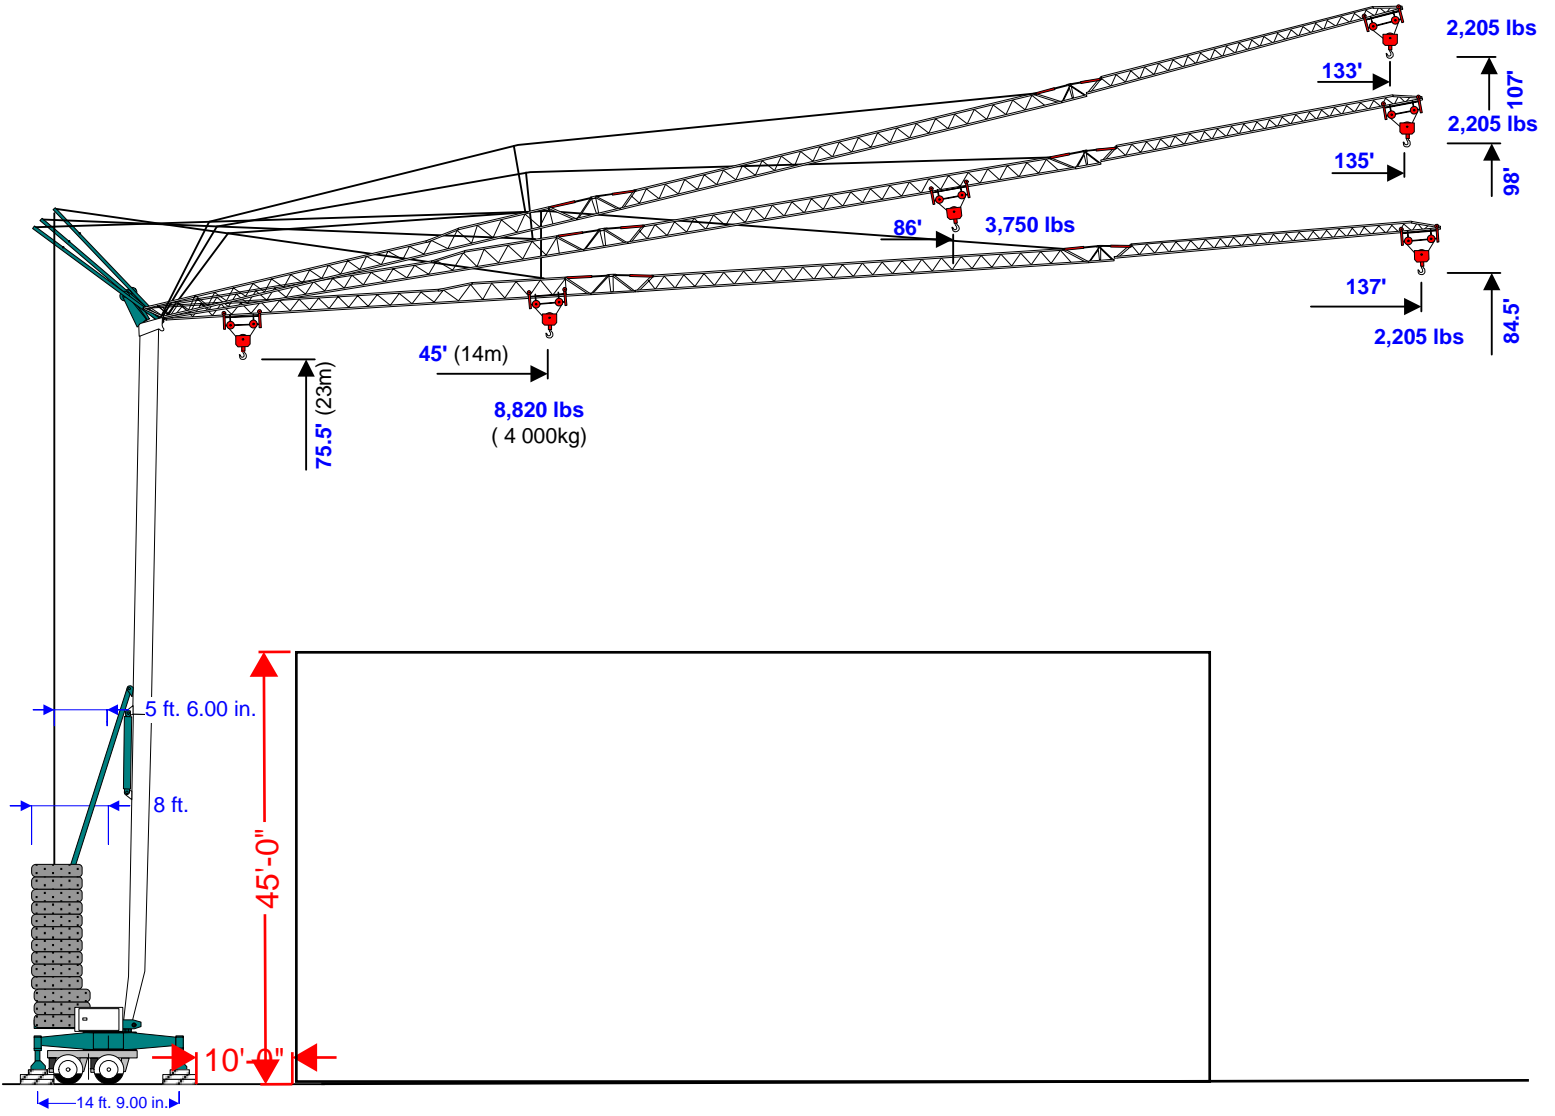 2,205 lbs
133'
107'
2,205 lbs
135'
98'
86'
3,750 lbs
137'
84.5'
2,205 lbs
45' (14m)
75.5' (23m)
8,820 lbs
( 4 000kg)
5 ft. 6.00 in.
8 ft.
45'-0"
10'-0"
14 ft. 9.00 in.